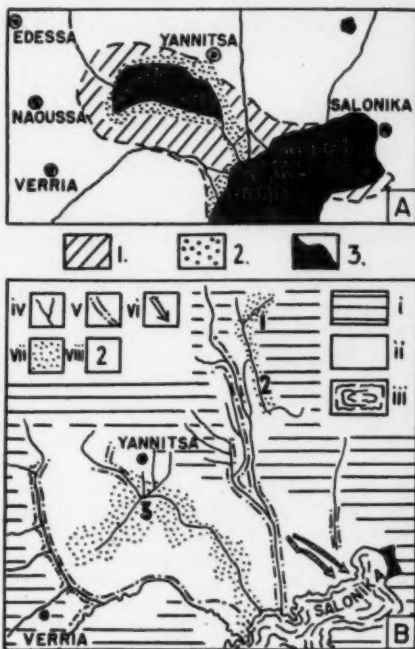 EDESSA
YANNITSA
NAOUSSA
SALONIKA
VERRIA
A
1. 2. 3.
iv v vi i
vii viii 2 ii
iii
1
2
YANNITSA
3
SALONIKA
VERRIA
B